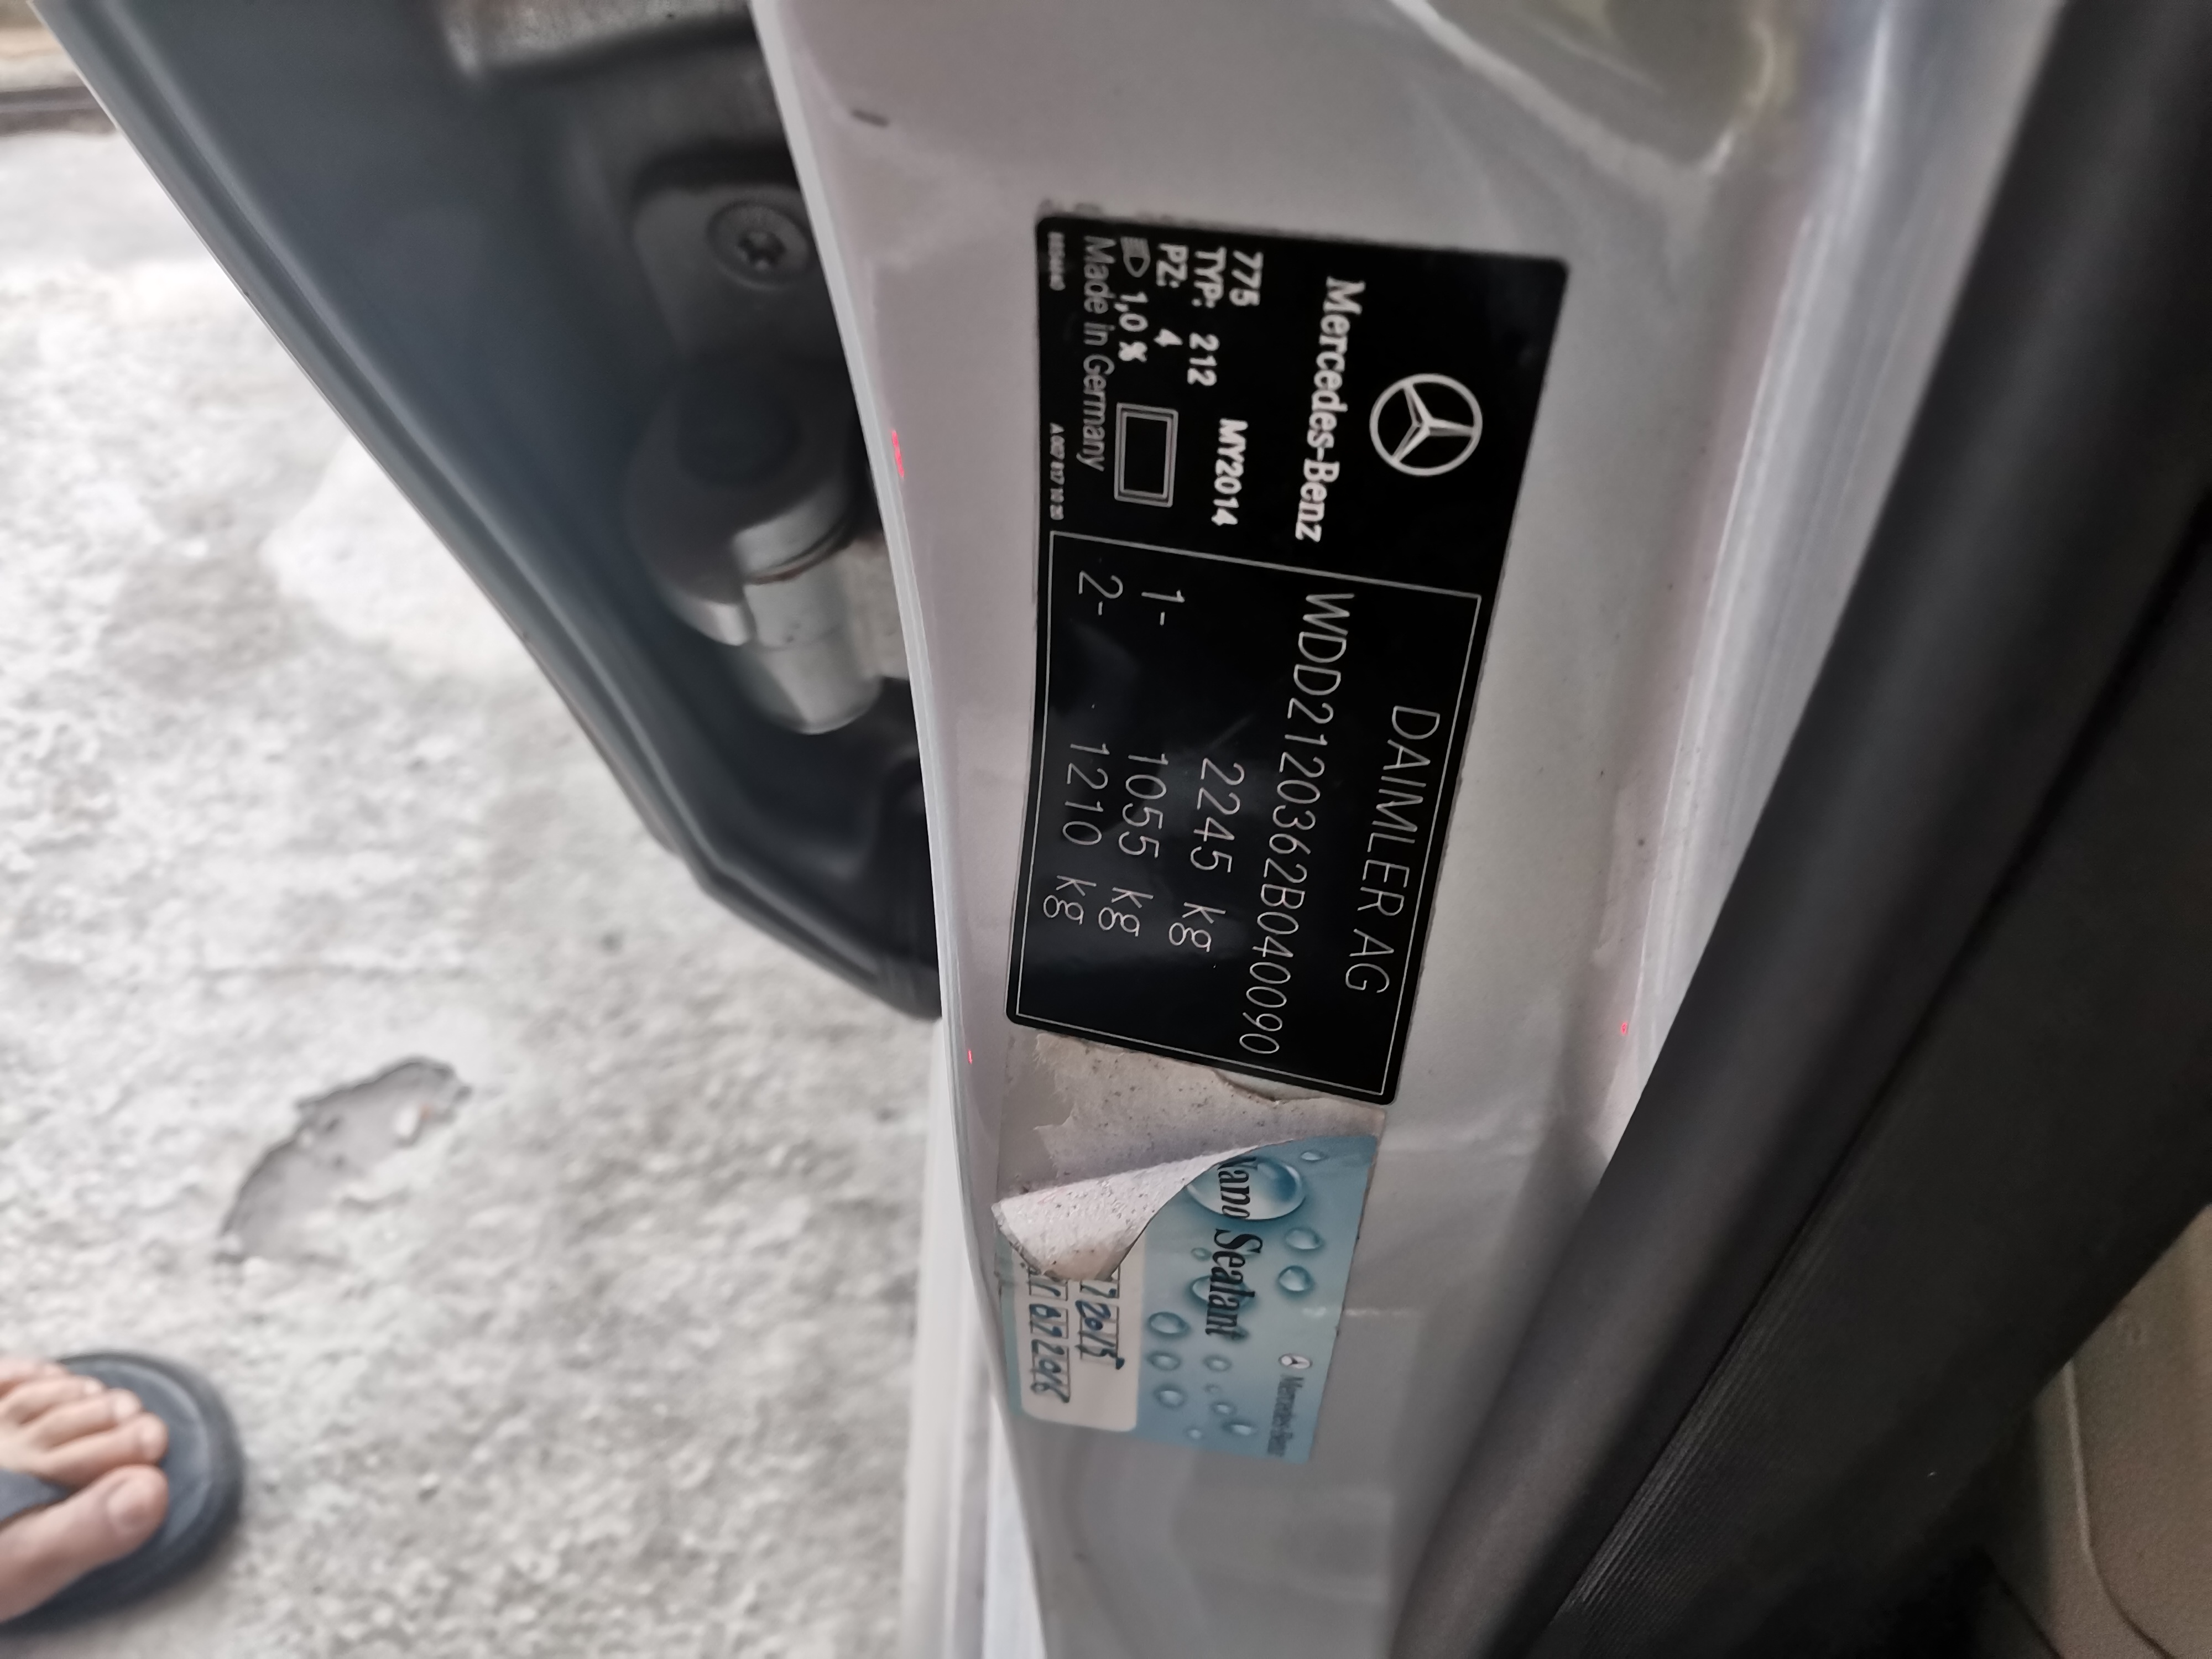 Mercedes-Benz
775
MY2014
TYP: 212
PZ: 4
1,0 %
Made in Germany
DAIMLER AG
WDD2120362B040090
2245 kg
1- 1055 kg
2- 1210 kg
Mercedes-Benz
Nano Sealant